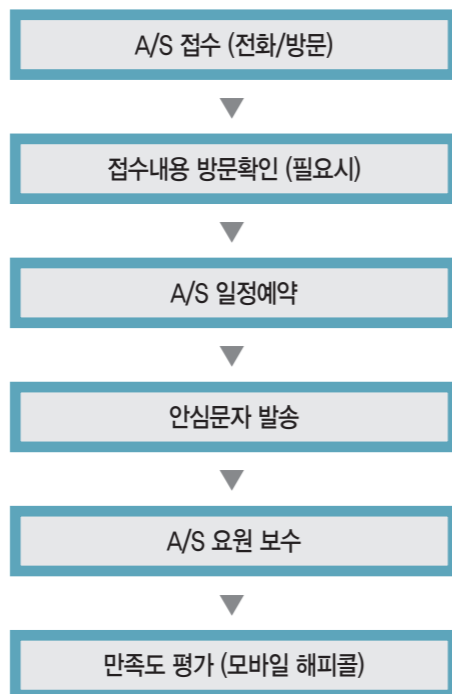 A/S 접수 (전화/방문)
접수내용 방문확인 (필요시)
A/S 일정예약
안심문자 발송
A/S 요원 보수
만족도 평가 (모바일 해피콜)